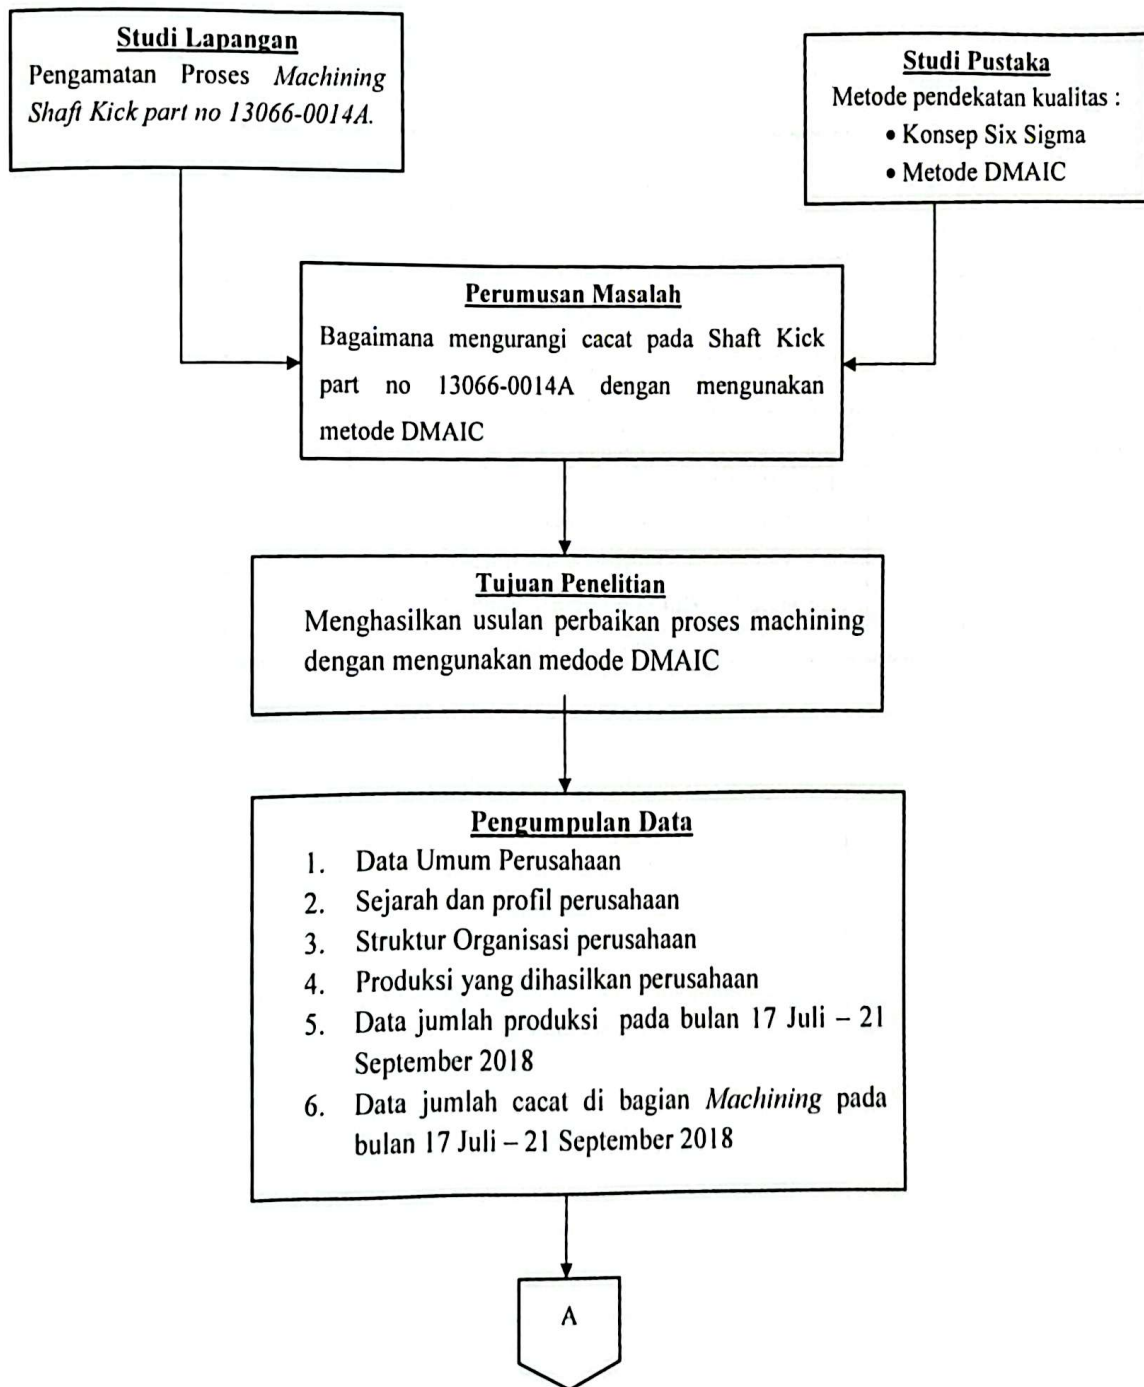 Studi Lapangan
Pengamatan Proses Machining
Shaft Kick part no 13066-0014A.
Studi Pustaka
Metode pendekatan kualitas :
• Konsep Six Sigma
• Metode DMAIC
Perumusan Masalah
Bagaimana mengurangi cacat pada Shaft Kick
part no 13066-0014A dengan mengunakan
metode DMAIC
Tujuan Penelitian
Menghasilkan usulan perbaikan proses machining
dengan mengunakan medode DMAIC
Pengumpulan Data
1. Data Umum Perusahaan
2. Sejarah dan profil perusahaan
3. Struktur Organisasi perusahaan
4. Produksi yang dihasilkan perusahaan
5. Data jumlah produksi pada bulan 17 Juli – 21
September 2018
6. Data jumlah cacat di bagian Machining pada
bulan 17 Juli – 21 September 2018
A